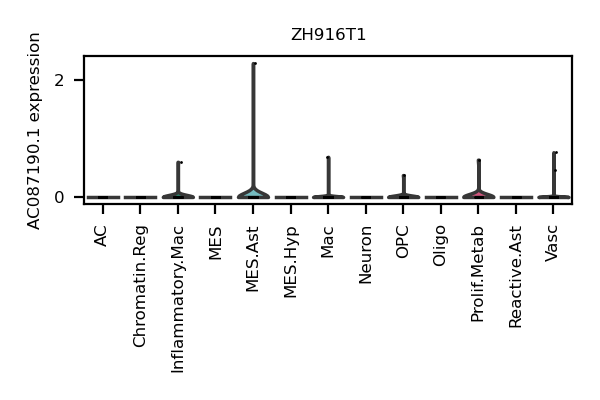 ZH916T1
AC087190.1 expression
2
0
AC
Chromatin.Reg
Inflammatory.Mac
MES
MES.Ast
MES.Hyp
Mac
Neuron
OPC
Oligo
Prolif.Metab
Reactive.Ast
Vasc